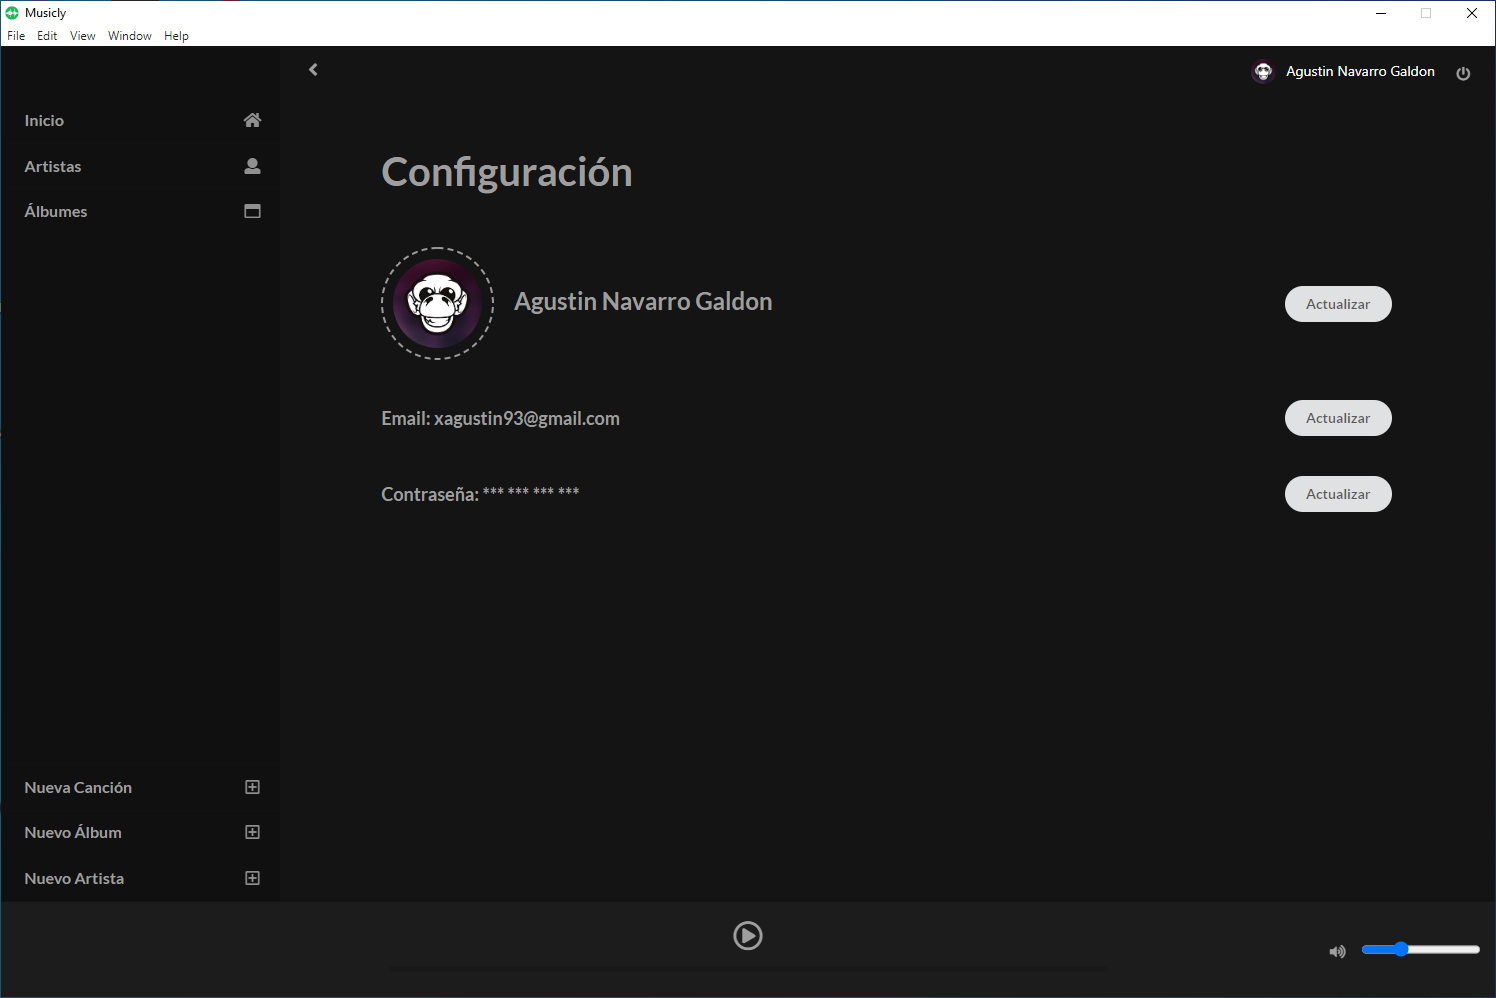 Musicly
File Edit View Window Help
Agustin Navarro Galdon
Inicio
Artistas
Álbumes
Configuración
Agustin Navarro Galdon
Actualizar
Email: xagustin93@gmail.com
Actualizar
Contraseña: *** *** *** ***
Actualizar
Nueva Canción
Nuevo Álbum
Nuevo Artista